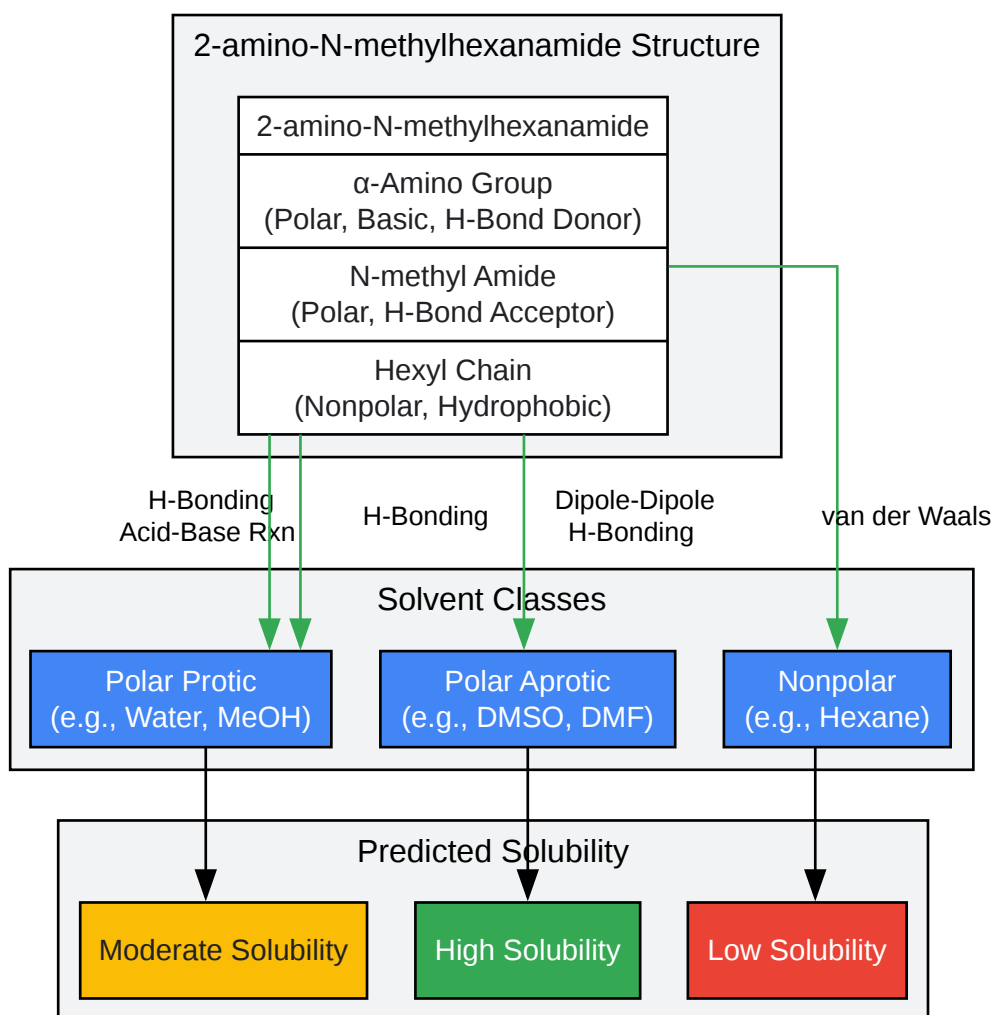 2-amino-N-methylhexanamide Structure
2-amino-N-methylhexanamide
α-Amino Group
(Polar, Basic, H-Bond Donor)
N-methyl Amide
(Polar, H-Bond Acceptor)
Hexyl Chain
(Nonpolar, Hydrophobic)
H-Bonding
Acid-Base Rxn
H-Bonding
Dipole-Dipole
H-Bonding
van der Waals
Solvent Classes
Polar Protic
(e.g., Water, MeOH)
Polar Aprotic
(e.g., DMSO, DMF)
Nonpolar
(e.g., Hexane)
Predicted Solubility
Moderate Solubility
High Solubility
Low Solubility